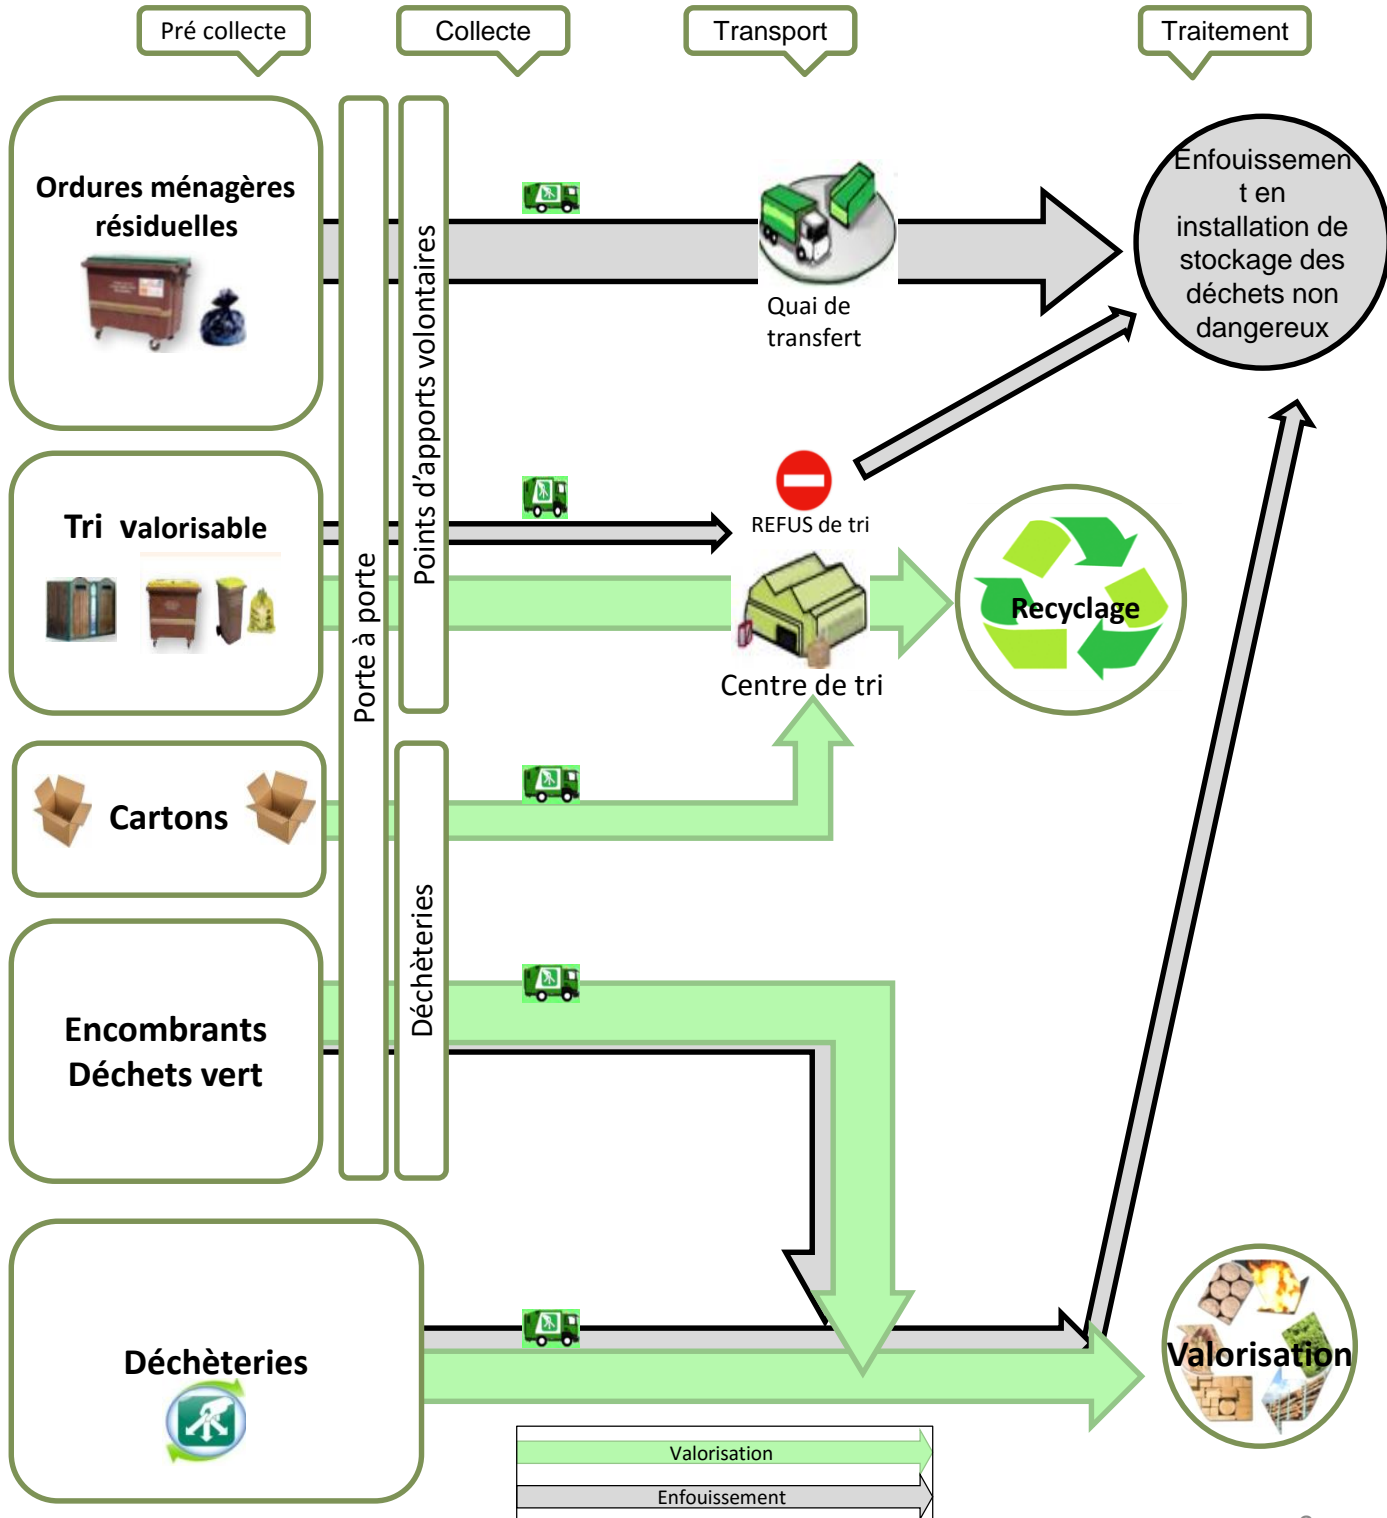 Pré collecte
Collecte
Transport
Traitement
Ordures ménagères
résiduelles
Porte à porte
Points d'apports volontaires
Quai de
transfert
Enfouissemen
t en
installation de
stockage des
déchets non
dangereux
Tri valorisable
REFUS de tri
Centre de tri
Recyclage
Cartons
Déchèteries
Encombrants
Déchets vert
Déchèteries
Valorisation
Valorisation
Enfouissement